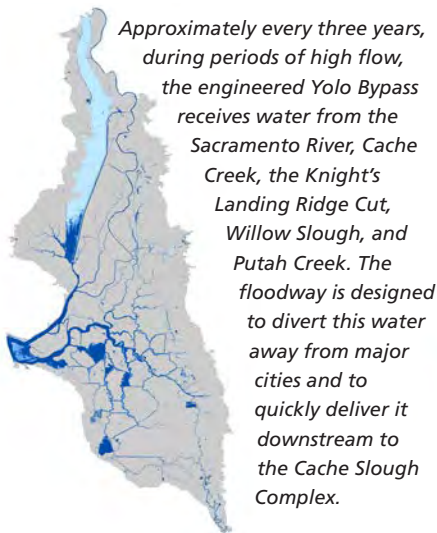 Approximately every three years,
during periods of high flow,
the engineered Yolo Bypass
receives water from the
Sacramento River, Cache
Creek, the Knight's
Landing Ridge Cut,
Willow Slough, and
Putah Creek. The
floodway is designed
to divert this water
away from major
cities and to
quickly deliver it
downstream to
the Cache Slough
Complex.